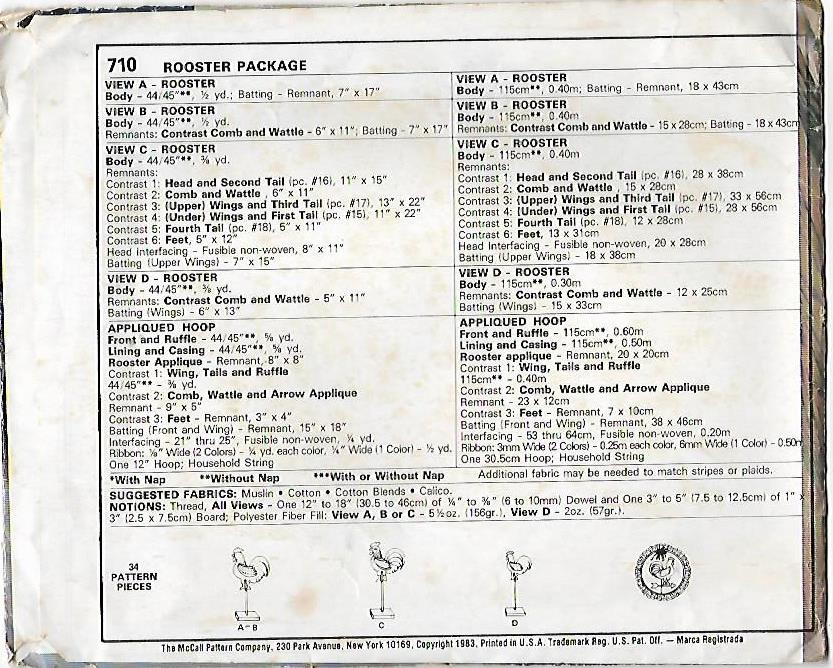 710 ROOSTER PACKAGE
VIEW A - ROOSTER
Body - 44/45"**, ½ yd.; Batting - Remnant, 7" x 17"
VIEW B - ROOSTER
Body - 44/45"**, ½ yd.
Remnants: Contrast Comb and Wattle - 6" x 11"; Batting - 7" x 17"
VIEW C - ROOSTER
Body - 44/45"**, ⅜ yd.
Remnants:
Contrast 1: Head and Second Tail (pc. #16), 11" x 15"
Contrast 2: Comb and Wattle , 6" x 11"
Contrast 3: (Upper) Wings and Third Tail (pc. #17), 13" x 22"
Contrast 4: (Under) Wings and First Tail (pc. #15), 11" x 22"
Contrast 5: Fourth Tail (pc. #18), 5" x 11"
Contrast 6: Feet, 5" x 12"
Head Interfacing - Fusible non-woven, 8" x 11"
Batting (Upper Wings) - 7" x 15"
VIEW D - ROOSTER
Body - 44/45"**, ⅜ yd.
Remnants: Contrast Comb and Wattle - 5" x 11"
Batting (Wings) - 6" x 13"
APPLIQUED HOOP
Front and Ruffle - 44/45"**, ⅝ yd.
Lining and Casing - 44/45"**, ⅝ yd.
Rooster Applique - Remnant, 8" x 8"
Contrast 1: Wing, Tails and Ruffle
44/45"** - ⅜ yd.
Contrast 2: Comb, Wattle and Arrow Applique
Remnant - 9" x 5"
Contrast 3: Feet - Remnant, 3" x 4"
Batting (Front and Wing) - Remnant, 15" x 18"
Interfacing - 21" thru 25", Fusible non-woven, ¼ yd.
Ribbon: ⅛" Wide (2 Colors) - ¼ yd. each color, ¼" Wide (1 Color) - ½ yd.
One 12" Hoop; Household String
VIEW A - ROOSTER
Body - 115cm**, 0.40m; Batting - Remnant, 18 x 43cm
VIEW B - ROOSTER
Body - 115cm**, 0.40m
Remnants: Contrast Comb and Wattle - 15 x 28cm; Batting - 18 x 43cm
VIEW C - ROOSTER
Body - 115cm**, 0.40m
Remnants:
Contrast 1: Head and Second Tail (pc. #16), 28 x 38cm
Contrast 2: Comb and Wattle , 15 x 28cm
Contrast 3: (Upper) Wings and Third Tail (pc. #17), 33 x 56cm
Contrast 4: (Under) Wings and First Tail (pc. #15), 28 x 56cm
Contrast 5: Fourth Tail (pc. #18), 12 x 28cm
Contrast 6: Feet, 13 x 31cm
Head Interfacing - Fusible non-woven, 20 x 28cm
Batting (Upper Wings) - 18 x 38cm
VIEW D - ROOSTER
Body - 115cm**, 0.30m
Remnants: Contrast Comb and Wattle - 12 x 25cm
Batting (Wings) - 15 x 33cm
APPLIQUED HOOP
Front and Ruffle - 115cm**, 0.60m
Lining and Casing - 115cm**, 0.50m
Rooster applique - Remnant, 20 x 20cm
Contrast 1: Wing, Tails and Ruffle
115cm** - 0.40m
Contrast 2: Comb, Wattle and Arrow Applique
Remnant - 23 x 12cm
Contrast 3: Feet - Remnant, 7 x 10cm
Batting (Front and Wing) - Remnant, 38 x 46cm
Interfacing - 53 thru 64cm, Fusible non-woven, 0.20m
Ribbon: 3mm Wide (2 Colors) - 0.25m each color, 6mm Wide (1 Color) - 0.50m
One 30.5cm Hoop; Household String
*With Nap **Without Nap ***With or Without Nap Additional fabric may be needed to match stripes or plaids.
SUGGESTED FABRICS: Muslin • Cotton • Cotton Blends • Calico.
NOTIONS: Thread, All Views - One 12" to 18" (30.5 to 46cm) of ¼" to ⅜" (6 to 10mm) Dowel and One 3" to 5" (7.5 to 12.5cm) of 1" x
3" (2.5 x 7.5cm) Board; Polyester Fiber Fill: View A, B or C - 5½oz. (156gr.), View D - 2oz. (57gr.).
34
PATTERN
PIECES
A-B
C
D
The McCall Pattern Company, 230 Park Avenue, New York 10169, Copyright 1983, Printed in U.S.A. Trademark Reg. U.S. Pat. Off. — Marca Registrada